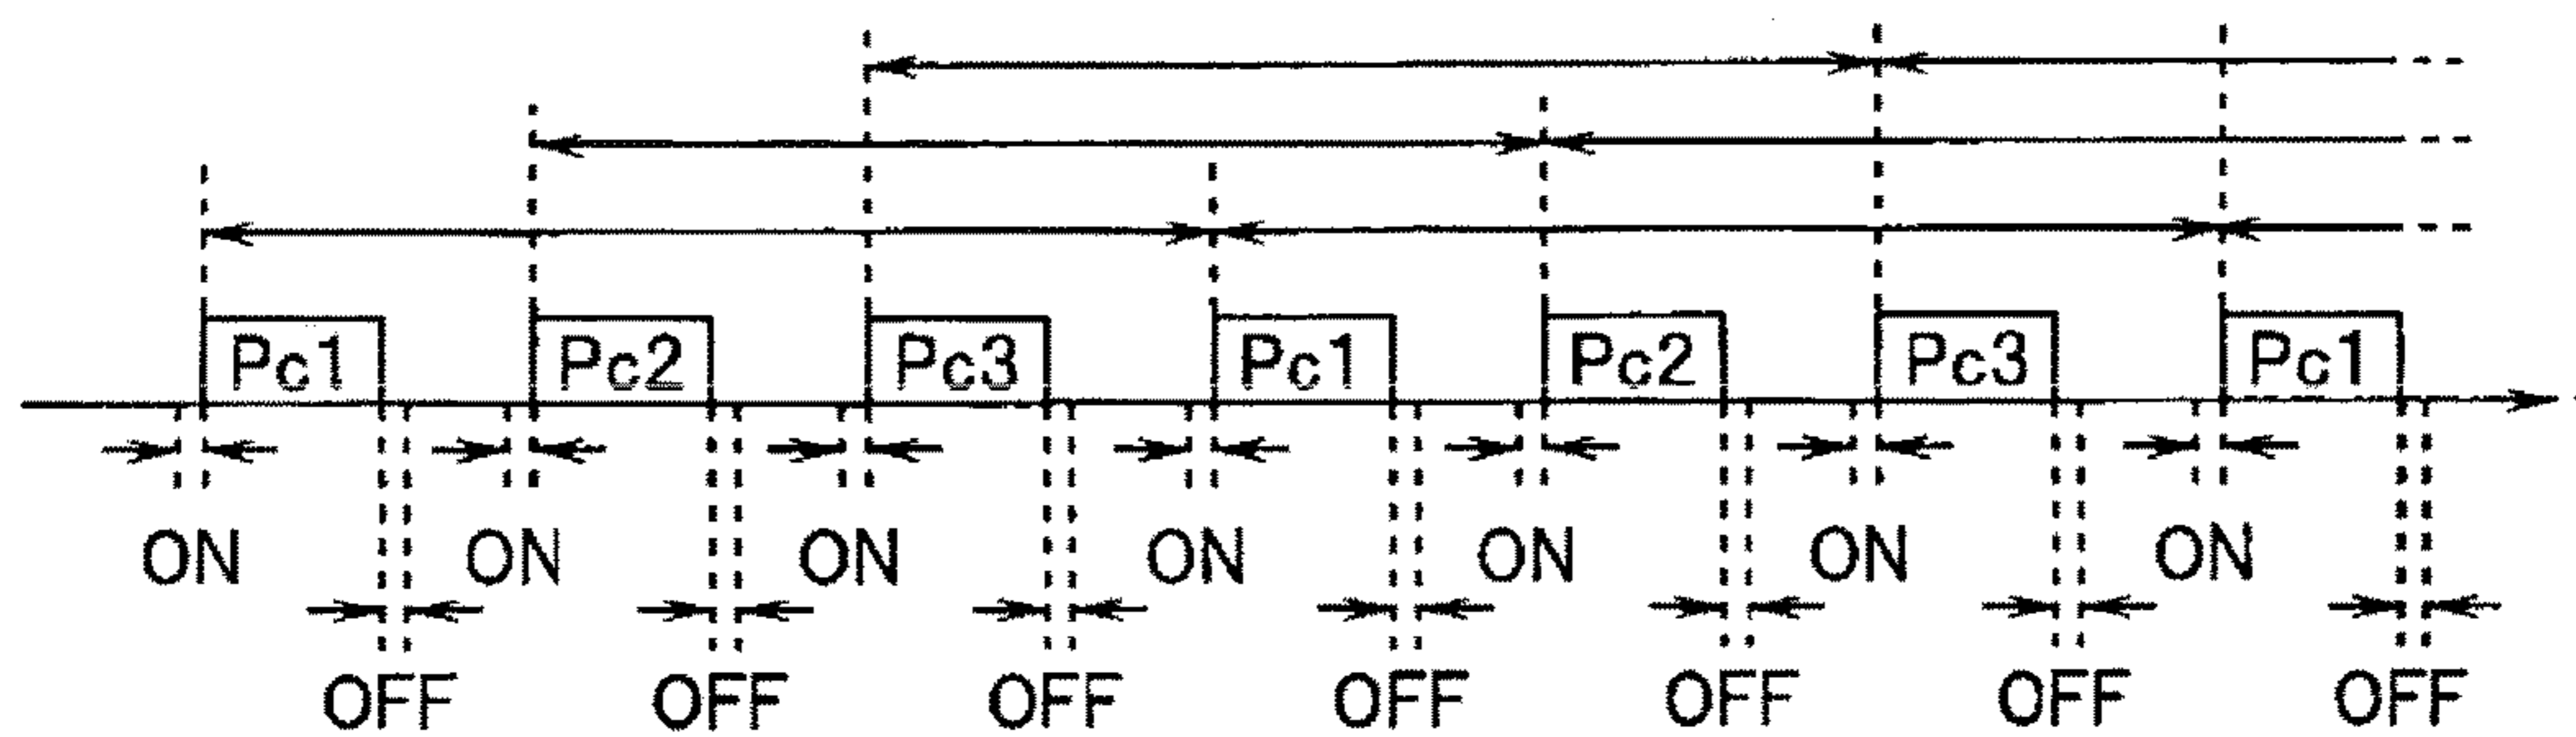 Pc1 Pc2 Pc3 Pc1 Pc2 Pc3 Pc1
ON ON ON ON ON ON ON
OFF OFF OFF OFF OFF OFF OFF